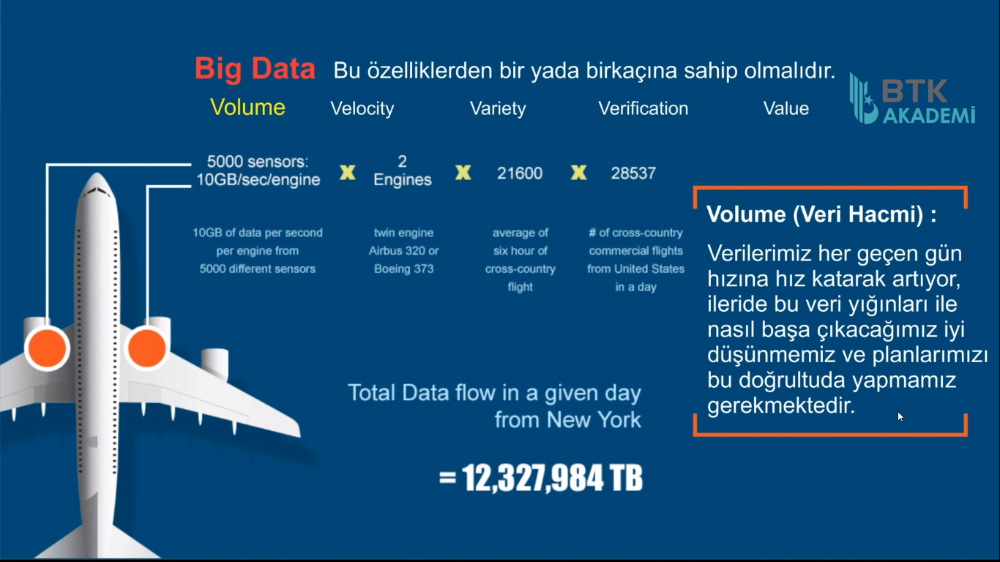 Big Data Bu özelliklerden bir yada birkaçına sahip olmalıdır.
BTK
AKADEMİ
Volume Velocity Variety Verification Value
5000 sensors:
10GB/sec/engine
X
2
Engines
X
21600
X
28537
10GB of data per second
per engine from
5000 different sensors
twin engine
Airbus 320 or
Boeing 373
average of
six hour of
cross-country
flight
# of cross-country
commercial flights
from United States
in a day
Volume (Veri Hacmi) :
Verilerimiz her geçen gün
hızına hız katarak artıyor,
ileride bu veri yığınları ile
nasıl başa çıkacağımız iyi
düşünmemiz ve planlarımızı
bu doğrultuda yapmamız
gerekmektedir.
Total Data flow in a given day
from New York
= 12,327,984 TB